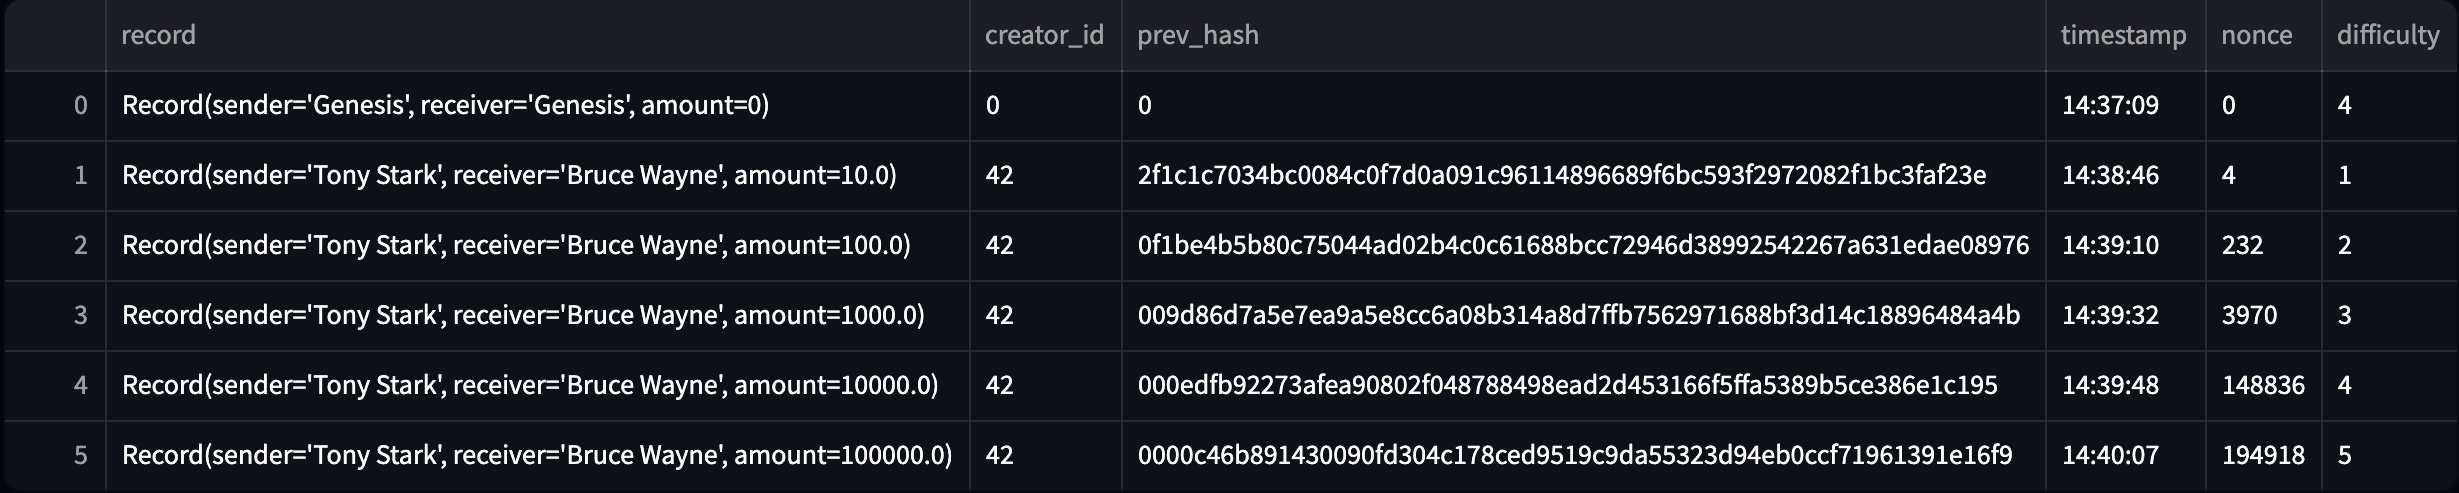 record creator_id prev_hash timestamp nonce difficulty
0 Record(sender='Genesis', receiver='Genesis', amount=0) 0 0 14:37:09 0 4
1 Record(sender='Tony Stark', receiver='Bruce Wayne', amount=10.0) 42 2f1c1c7034bc0084c0f7d0a091c96114896689f6bc593f2972082f1bc3faf23e 14:38:46 4 1
2 Record(sender='Tony Stark', receiver='Bruce Wayne', amount=100.0) 42 0f1be4b5b80c75044ad02b4c0c61688bcc72946d38992542267a631edae08976 14:39:10 232 2
3 Record(sender='Tony Stark', receiver='Bruce Wayne', amount=1000.0) 42 009d86d7a5e7ea9a5e8cc6a08b314a8d7ffb7562971688bf3d14c18896484a4b 14:39:32 3970 3
4 Record(sender='Tony Stark', receiver='Bruce Wayne', amount=10000.0) 42 000edfb92273afea90802f048788498ead2d453166f5ffa5389b5ce386e1c195 14:39:48 148836 4
5 Record(sender='Tony Stark', receiver='Bruce Wayne', amount=100000.0) 42 0000c46b891430090fd304c178ced9519c9da55323d94eb0ccf71961391e16f9 14:40:07 194918 5